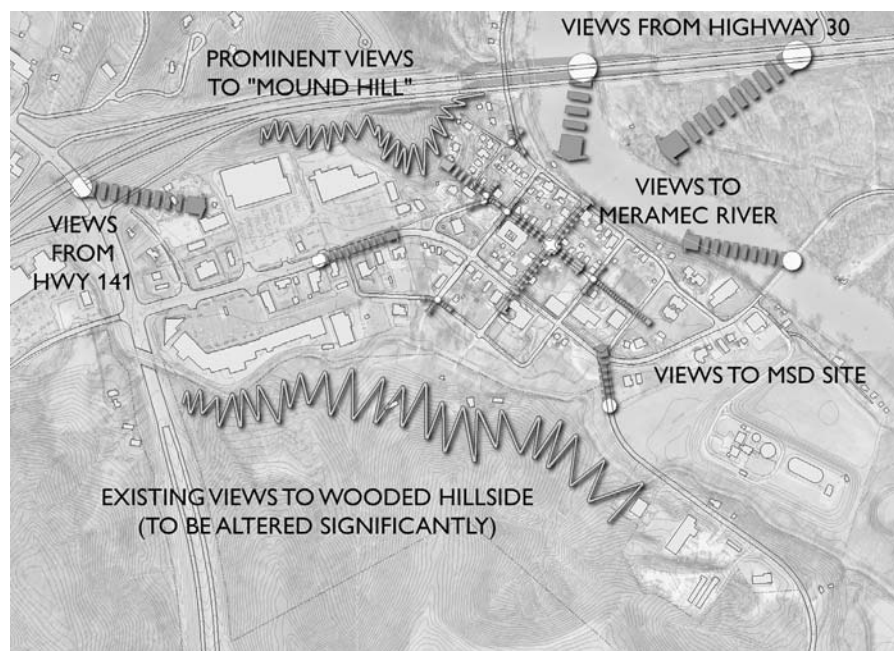 VIEWS FROM HIGHWAY 30
PROMINENT VIEWS
TO "MOUND HILL"
VIEWS TO
MERAMEC RIVER
VIEWS
FROM
HWY 141
VIEWS TO MSD SITE
EXISTING VIEWS TO WOODED HILLSIDE
(TO BE ALTERED SIGNIFICANTLY)